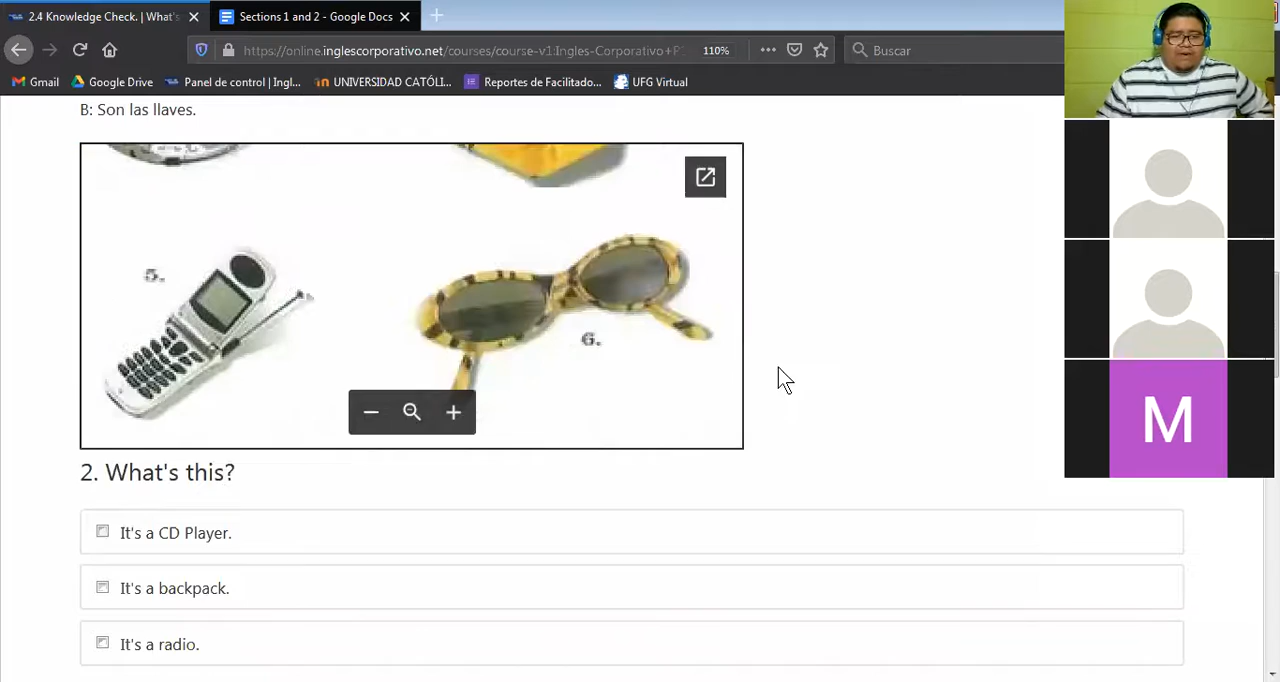 2.4 Knowledge Check. | What's
Sections 1 and 2 - Google Docs
https://online.inglescorporativo.net/courses/course-v1:Ingles-Corporativo+P
110%
Buscar
Gmail
Google Drive
Panel de control | Ingl...
UNIVERSIDAD CATÓLI...
Reportes de Facilitado...
UFG Virtual
B: Son las llaves.
5.
6.
2. What's this?
It's a CD Player.
It's a backpack.
It's a radio.
M